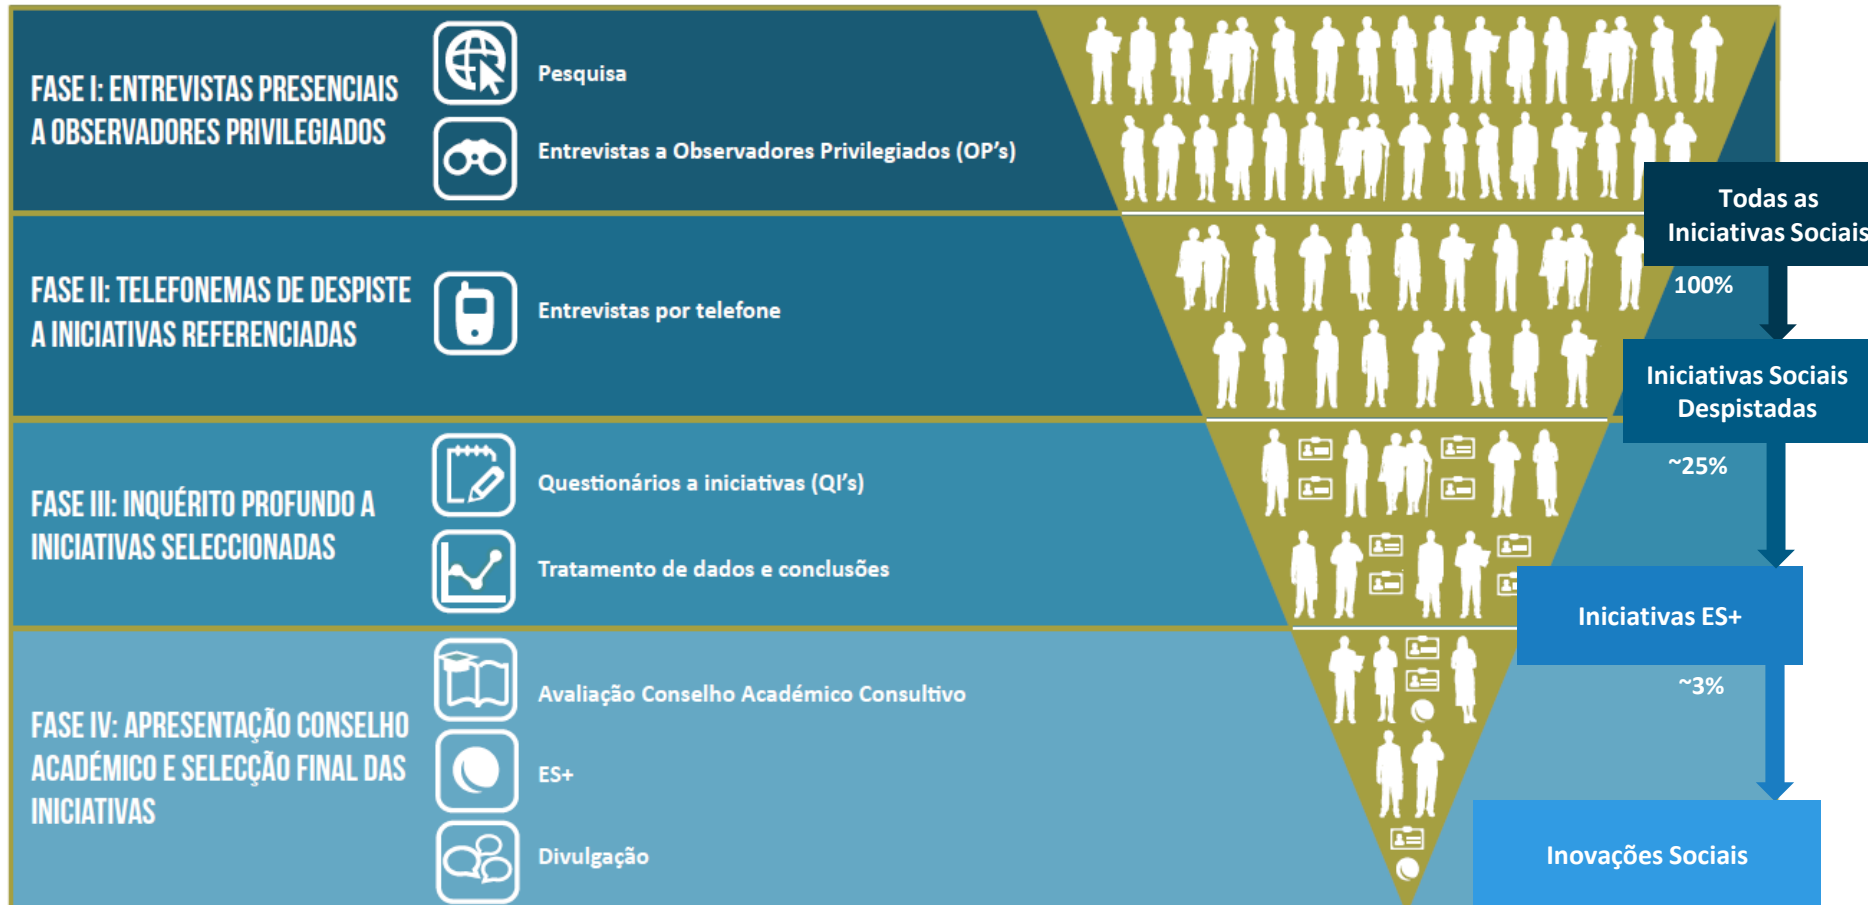 FASE I: ENTREVISTAS PRESENCIAIS
A OBSERVADORES PRIVILEGIADOS
Pesquisa
Entrevistas a Observadores Privilegiados (OP's)
Todas as
Iniciativas Sociais
100%
FASE II: TELEFONEMAS DE DESPISTE
A INICIATIVAS REFERENCIADAS
Entrevistas por telefone
Iniciativas Sociais
Despistadas
~25%
FASE III: INQUÉRITO PROFUNDO A
INICIATIVAS SELECCIONADAS
Questionários a iniciativas (QI's)
Tratamento de dados e conclusões
Iniciativas ES+
~3%
FASE IV: APRESENTAÇÃO CONSELHO
ACADÉMICO E SELECÇÃO FINAL DAS
INICIATIVAS
Avaliação Conselho Académico Consultivo
ES+
Divulgação
Inovações Sociais